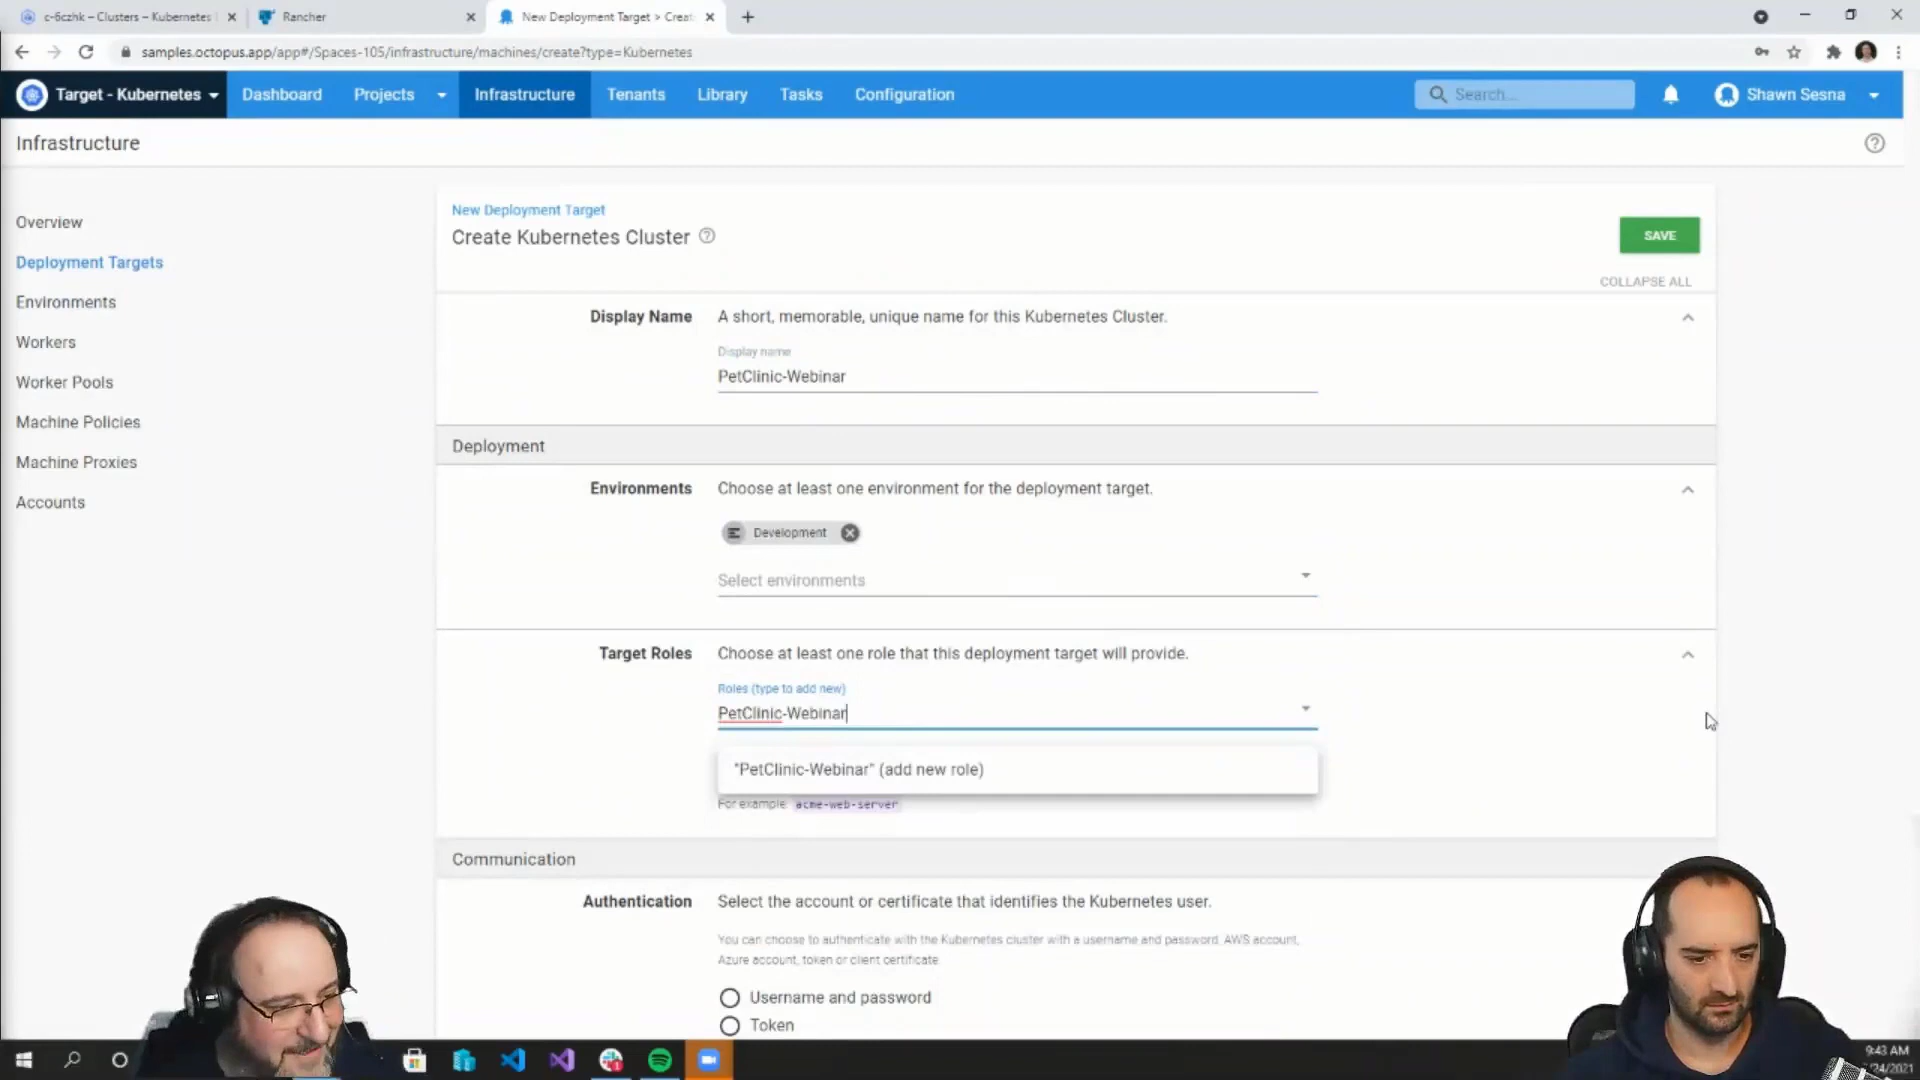 c-6czhk – Clusters – Kubernetes
Rancher
New Deployment Target > Creat
samples.octopus.app/app#/Spaces-105/infrastructure/machines/create?type=Kubernetes
Target - Kubernetes
Dashboard
Projects
Infrastructure
Tenants
Library
Tasks
Configuration
Search...
Shawn Sesna
Infrastructure
Overview
Deployment Targets
Environments
Workers
Worker Pools
Machine Policies
Machine Proxies
Accounts
New Deployment Target
Create Kubernetes Cluster
SAVE
COLLAPSE ALL
Display Name
A short, memorable, unique name for this Kubernetes Cluster.
Display name
PetClinic-Webinar
Deployment
Environments
Choose at least one environment for the deployment target.
Development
Select environments
Target Roles
Choose at least one role that this deployment target will provide.
Roles (type to add new)
PetClinic-Webinar
"PetClinic-Webinar" (add new role)
For example acme-web-server
Communication
Authentication
Select the account or certificate that identifies the Kubernetes user.
You can choose to authenticate with the Kubernetes cluster with a username and password, AWS account,
Azure account, token or client certificate
Username and password
Token
9:43 AM
/24/2021